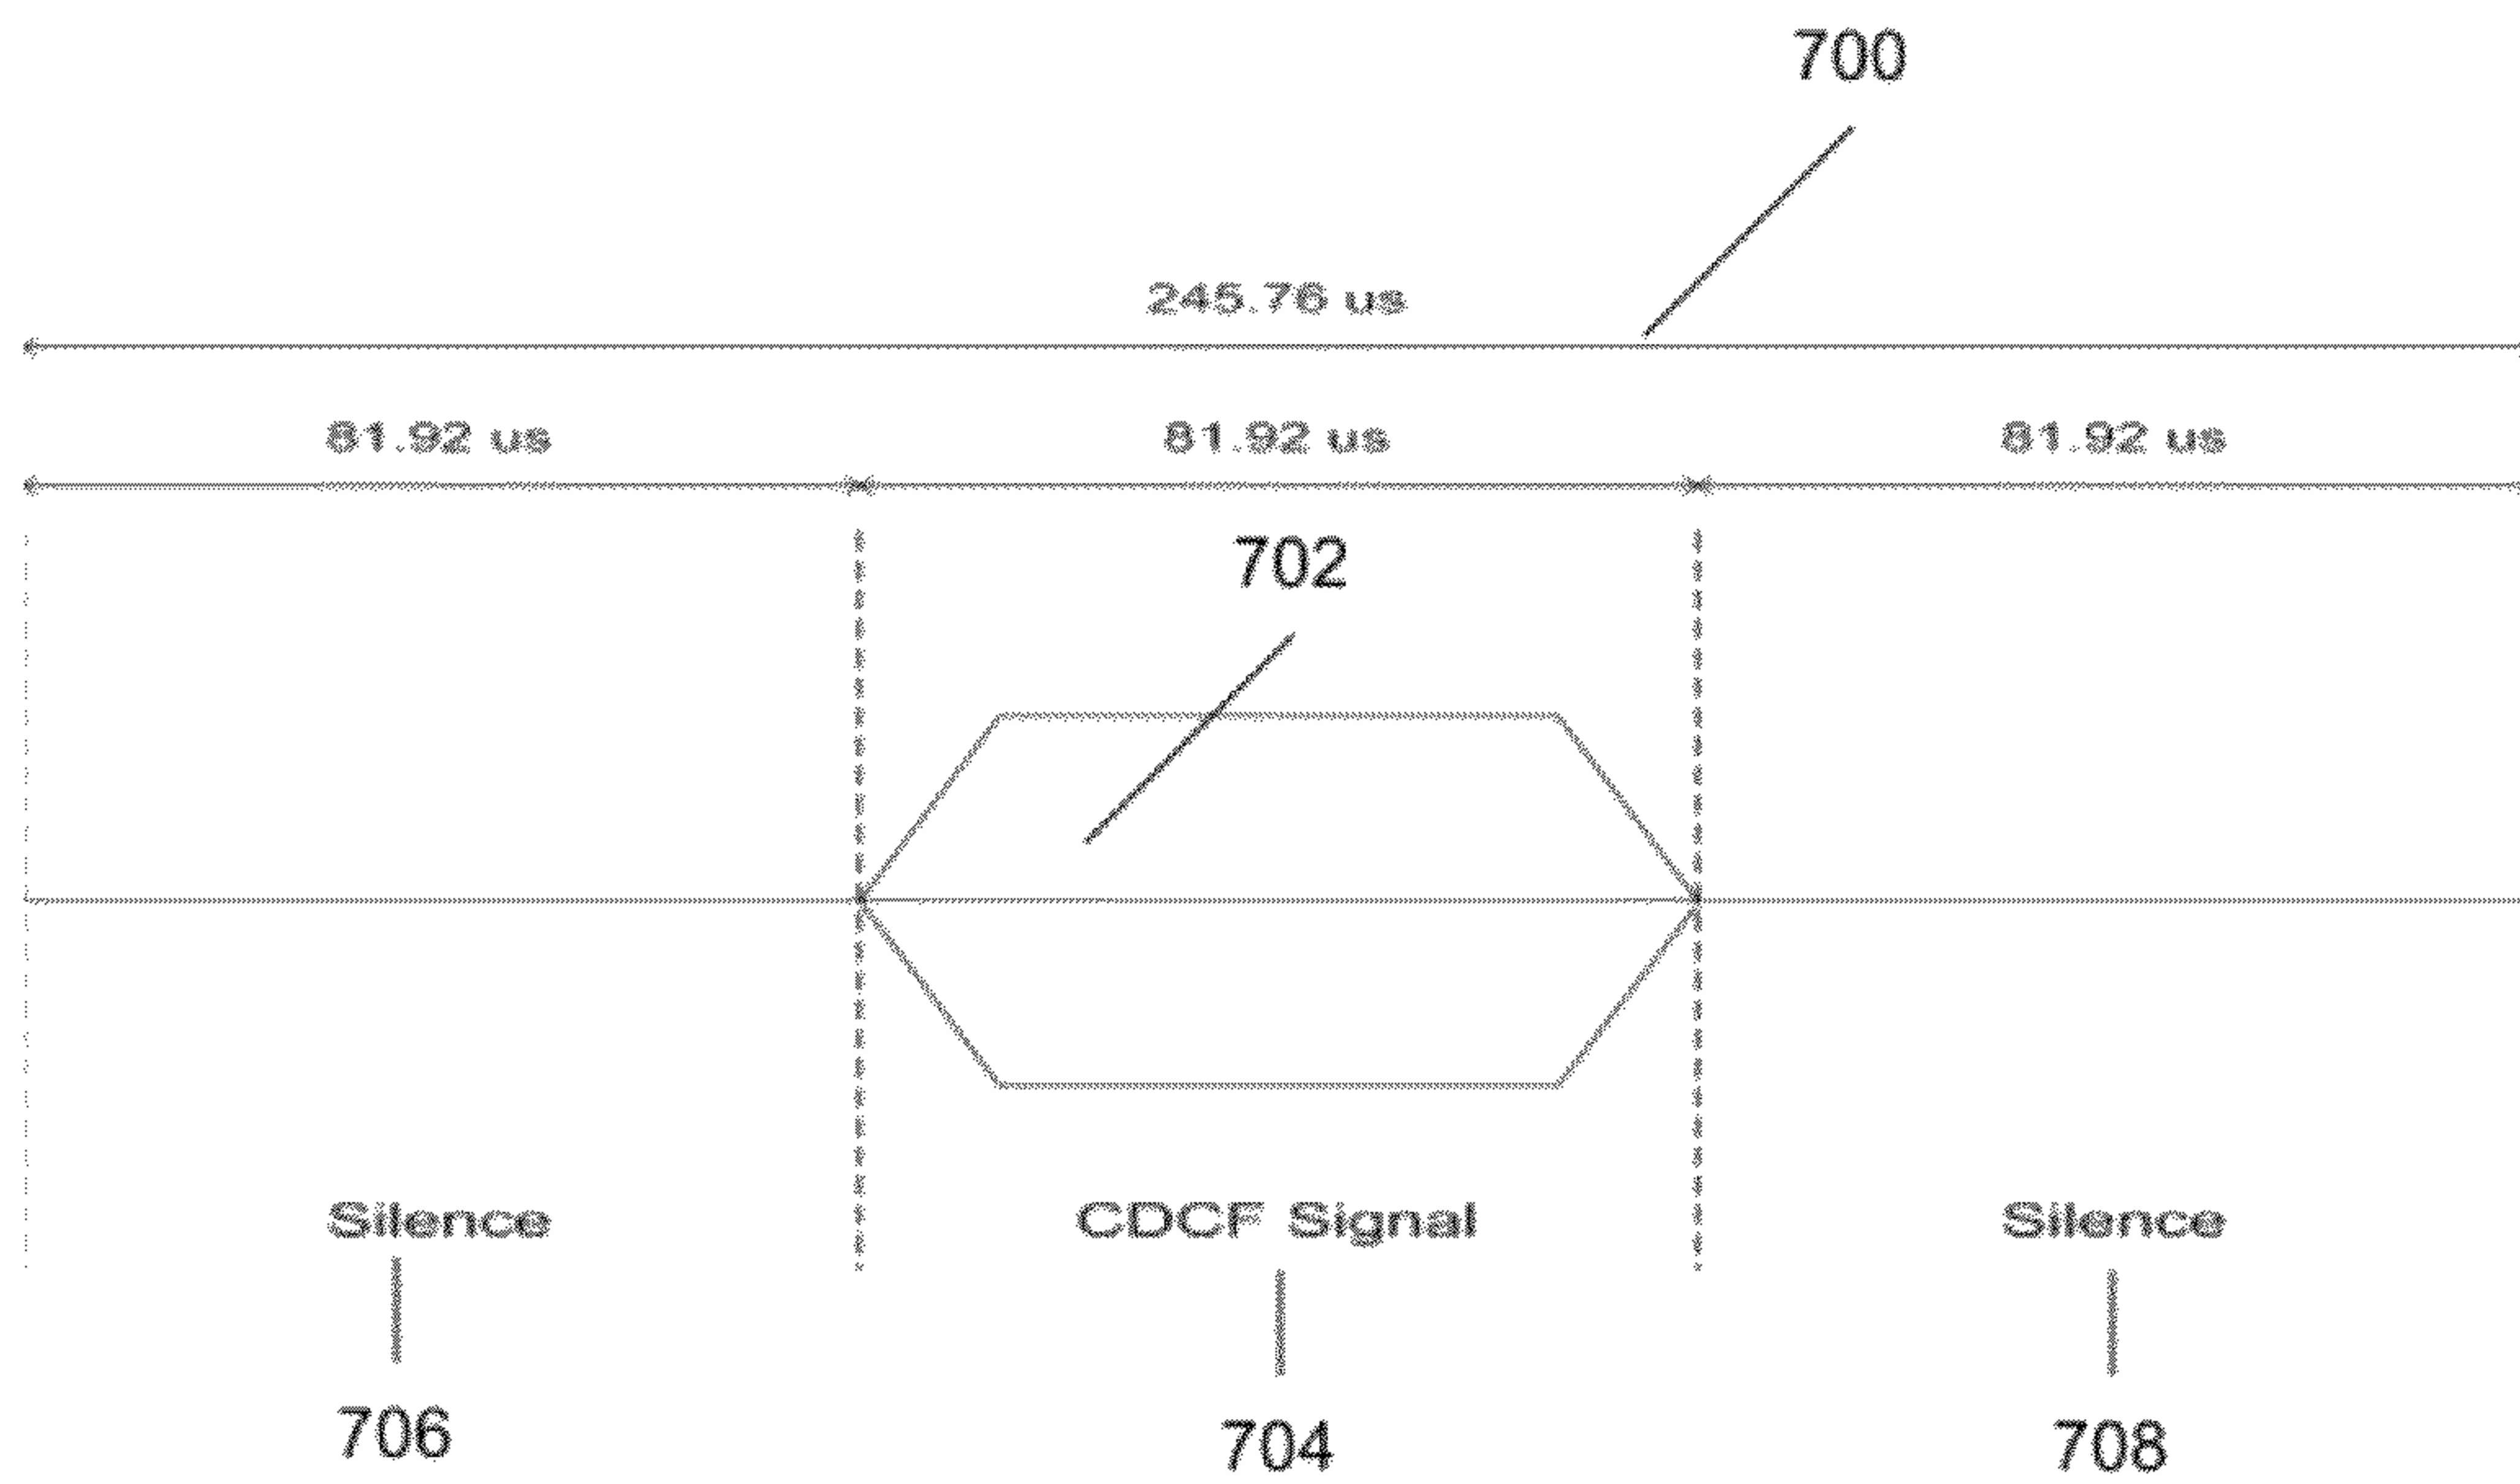 700
245.76 us
81.92 us 81.92 us 81.92 us
702
Silence CDCF Signal Silence
706 704 708